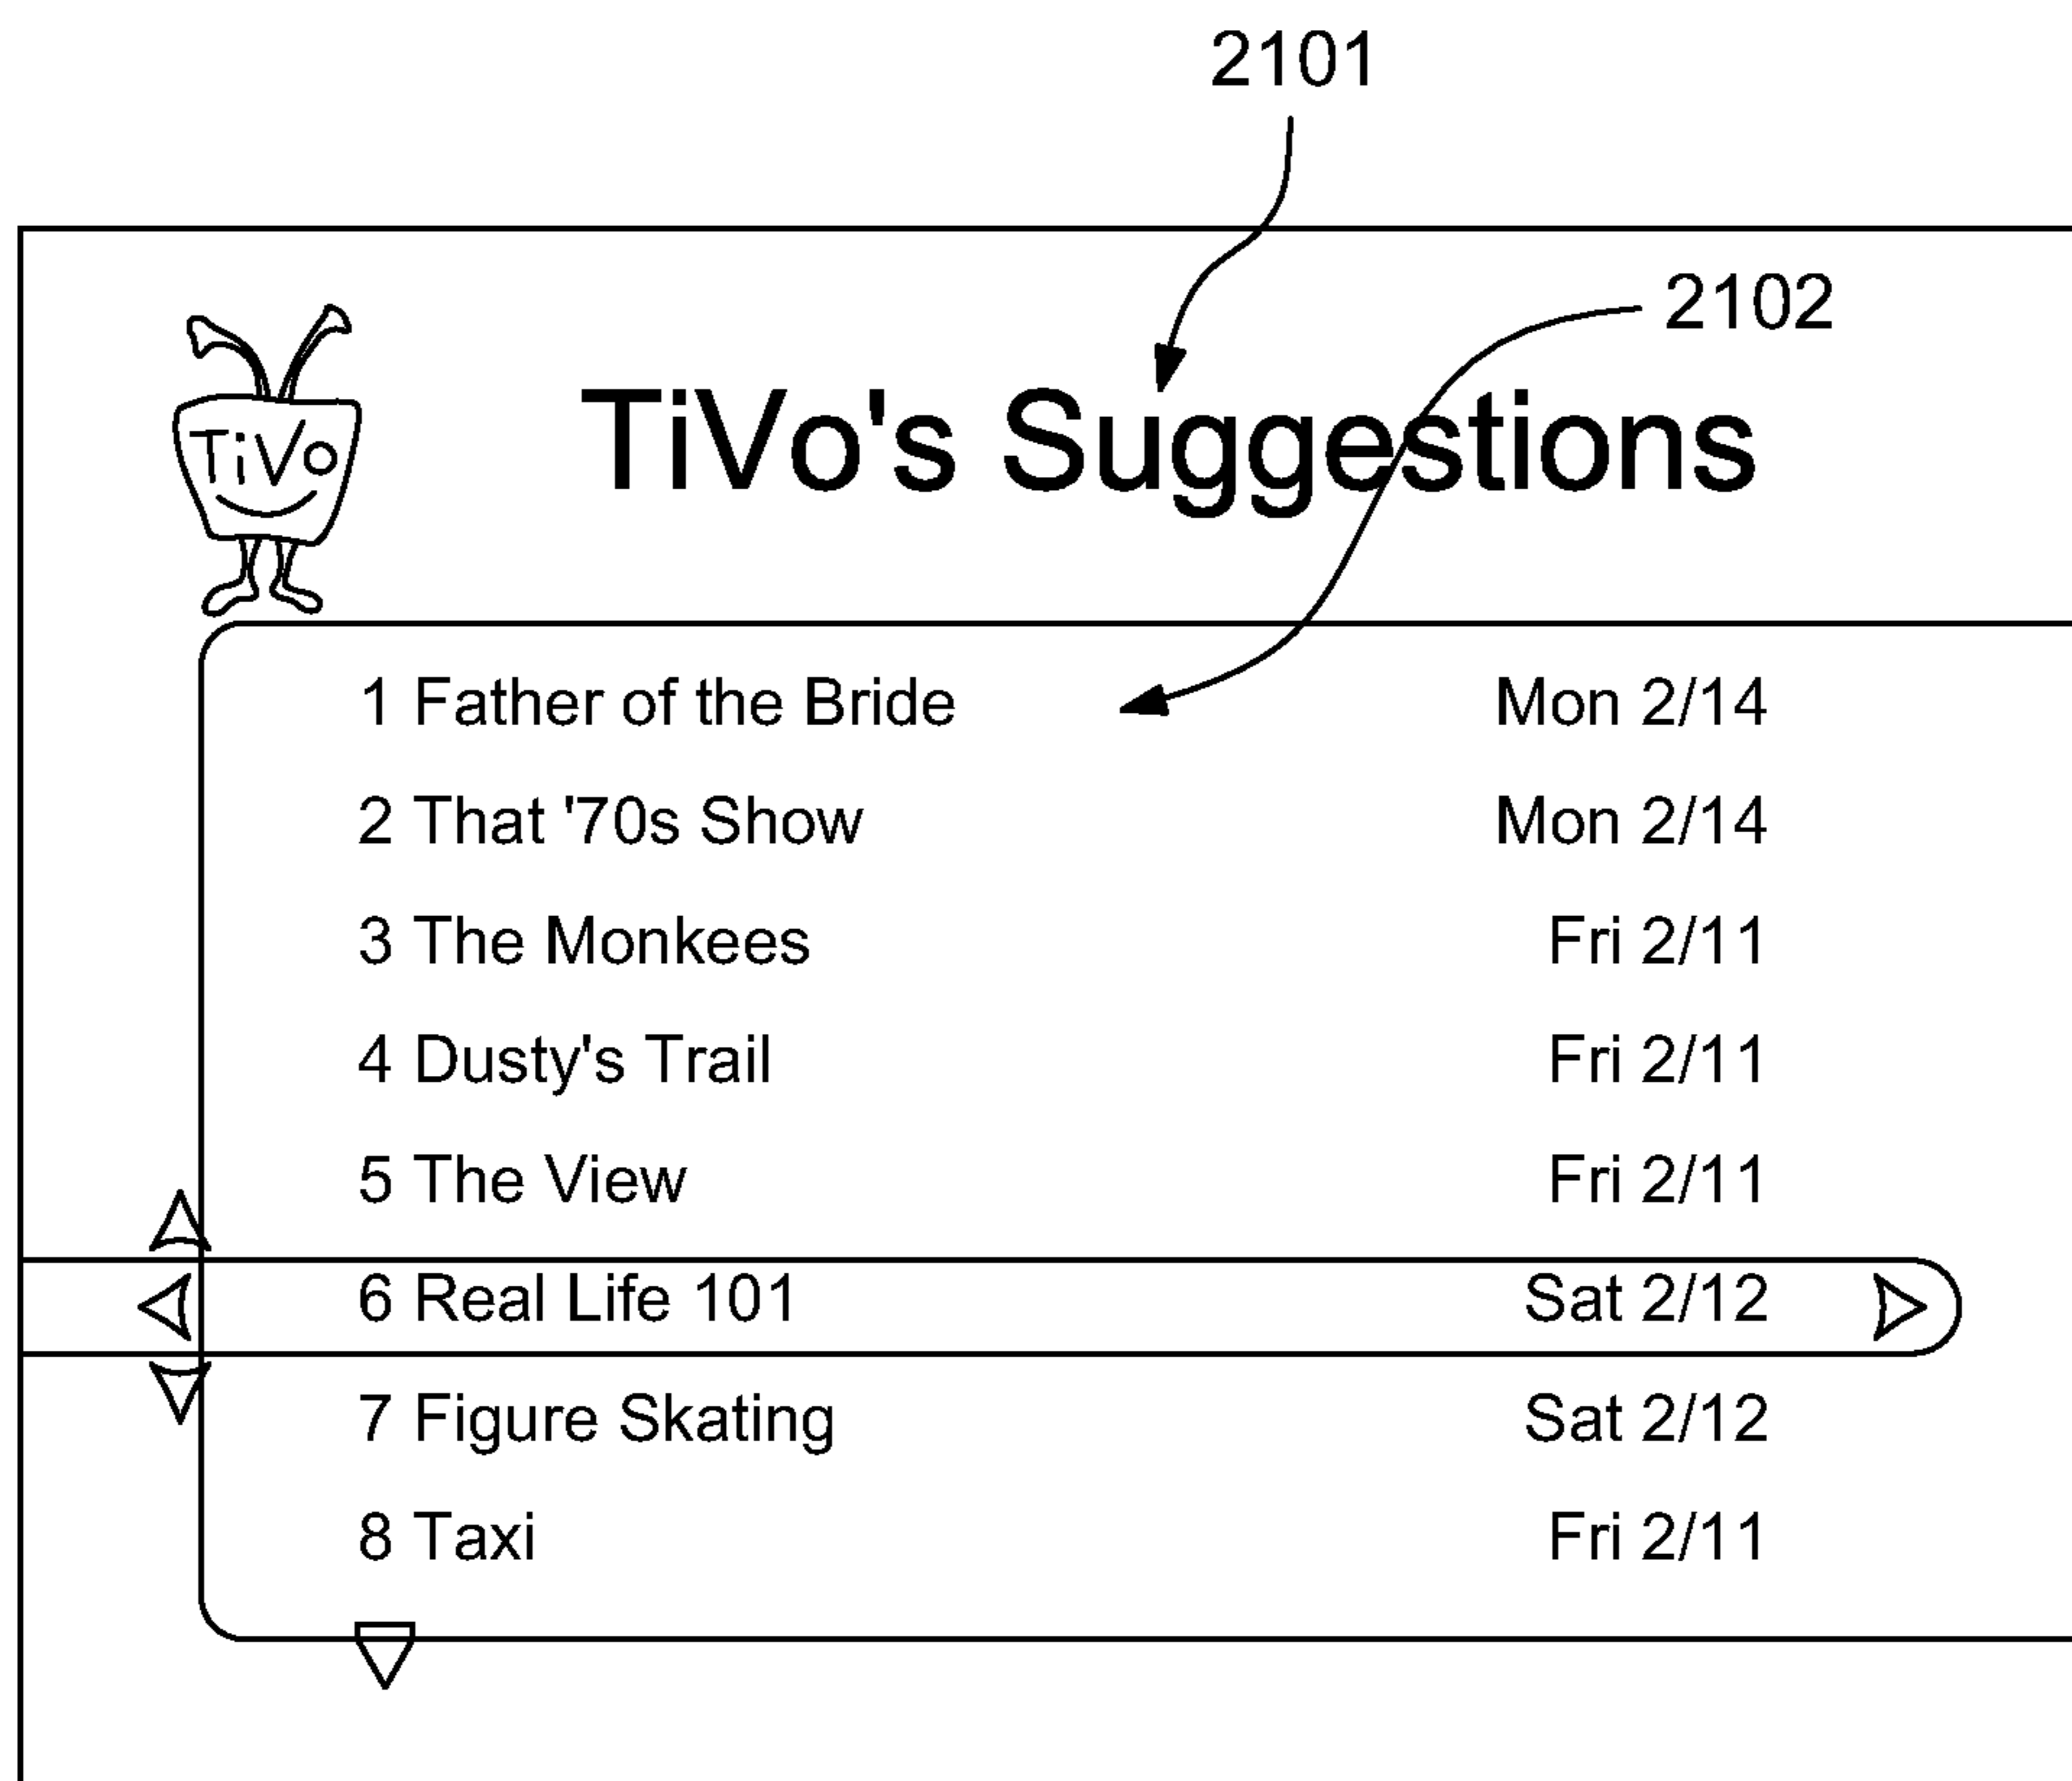 2101
2102
TiVo
TiVo's Suggestions
1 Father of the Bride Mon 2/14
2 That '70s Show Mon 2/14
3 The Monkees Fri 2/11
4 Dusty's Trail Fri 2/11
5 The View Fri 2/11
6 Real Life 101 Sat 2/12
7 Figure Skating Sat 2/12
8 Taxi Fri 2/11